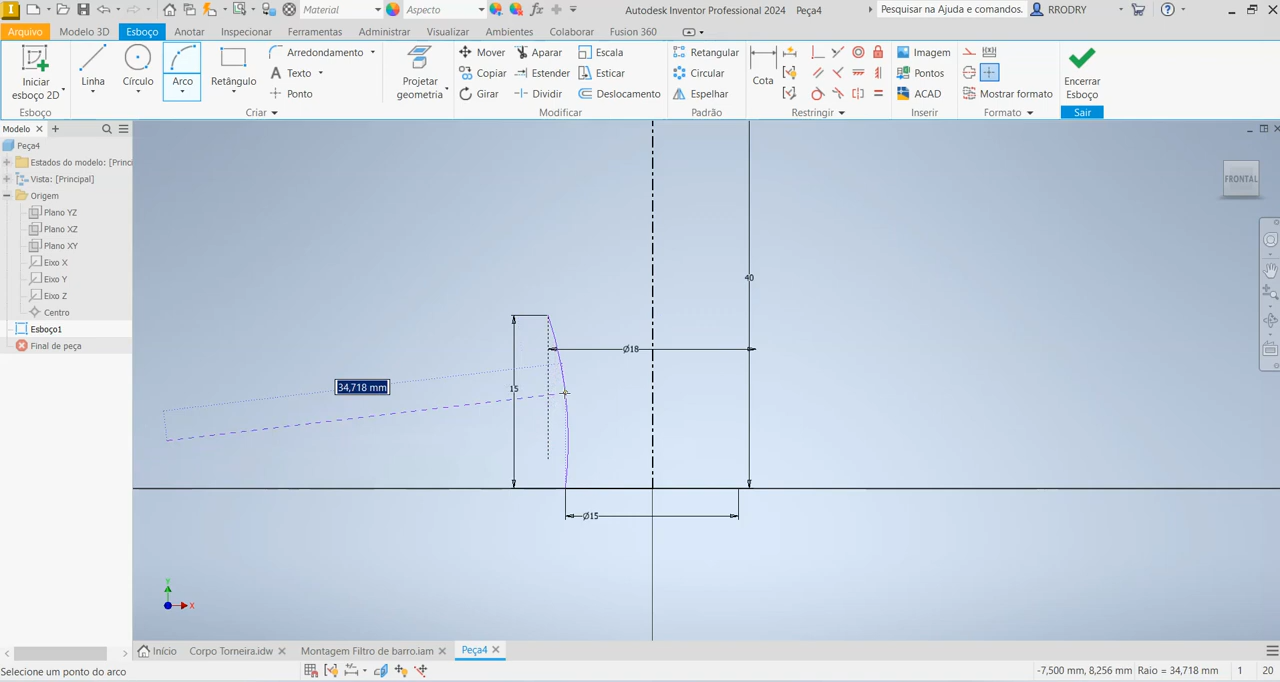 Material
Aspecto
fx
Autodesk Inventor Professional 2024 Peça4
Pesquisar na Ajuda e comandos.
RRODRY
Arquivo Modelo 3D Esboço Anotar Inspecionar Ferramentas Administrar Visualizar Ambientes Colaborar Fusion 360
Iniciar
esboço 2D
Linha
Círculo
Arco
Retângulo
Arredondamento
Texto
Ponto
Projetar
geometria
Mover
Copiar
Girar
Aparar
Estender
Dividir
Escala
Esticar
Deslocamento
Retangular
Circular
Espelhar
Cota
Imagem
Pontos
ACAD
Mostrar formato
Encerrar
Esboço
Esboço Criar Modificar Padrão Restringir Inserir Formato Sair
Modelo
Peça4
Estados do modelo: [Princ
Vista: [Principal]
Origem
Plano YZ
Plano XZ
Plano XY
Eixo X
Eixo Y
Eixo Z
Centro
Esboço1
Final de peça
FRONTAL
40
Ø18
34,718 mm
15
Ø15
Y
X
Início Corpo Torneira.idw Montagem Filtro de barro.iam Peça4
Selecione um ponto do arco
-7,500 mm, 8,256 mm Raio = 34,718 mm 1 20